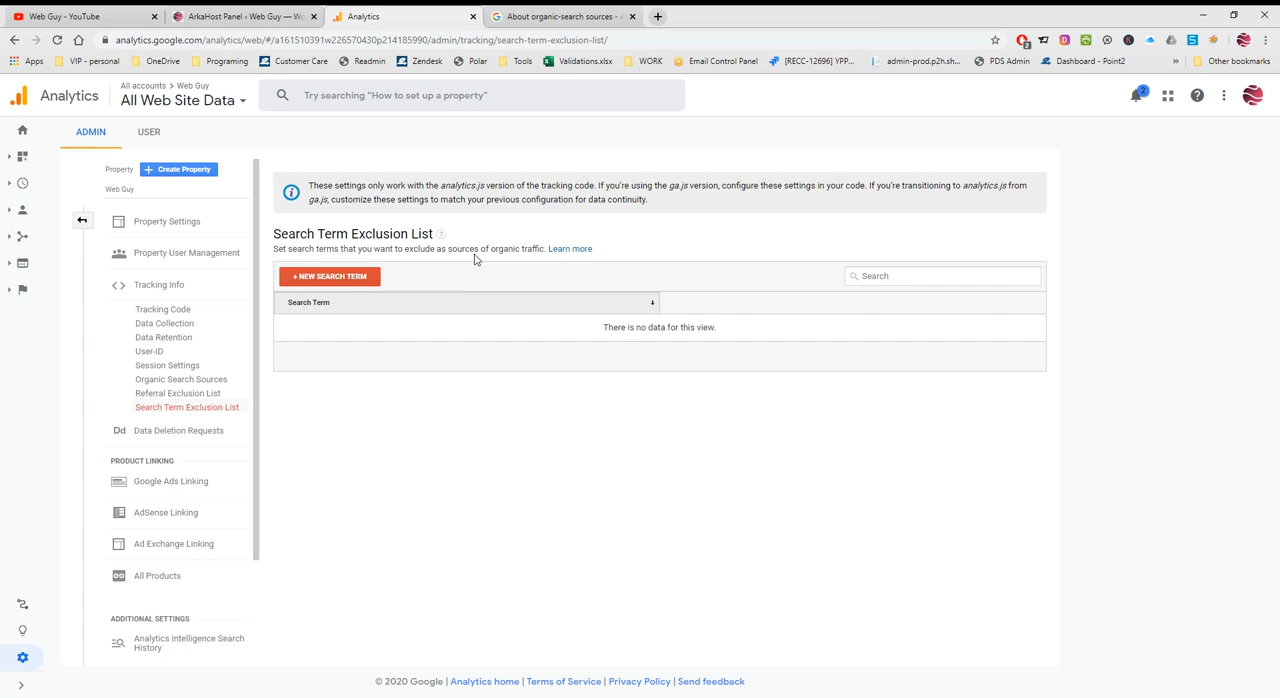 Web Guy - YouTube
ArkaHost Panel ‹ Web Guy — Wo
Analytics
About organic-search sources - A
analytics.google.com/analytics/web/#/a161510391w226570430p214185990/admin/tracking/search-term-exclusion-list/
Apps VIP - personal OneDrive Programing Customer Care Readmin Zendesk Polar Tools Validations.xlsx WORK Email Control Panel [RECC-12696] YPP... admin-prod.p2h.sh... PDS Admin Dashboard - Point2 » Other bookmarks
Analytics
All accounts > Web Guy
All Web Site Data
Try searching "How to set up a property"
2
ADMIN USER
Property + Create Property
Web Guy
Property Settings
Property User Management
Tracking Info
Tracking Code
Data Collection
Data Retention
User-ID
Session Settings
Organic Search Sources
Referral Exclusion List
Search Term Exclusion List
Dd Data Deletion Requests
PRODUCT LINKING
Google Ads Linking
AdSense Linking
Ad Exchange Linking
All Products
ADDITIONAL SETTINGS
Analytics Intelligence Search
History
These settings only work with the analytics.js version of the tracking code. If you're using the ga.js version, configure these settings in your code. If you're transitioning to analytics.js from
ga.js, customize these settings to match your previous configuration for data continuity.
Search Term Exclusion List ?
Set search terms that you want to exclude as sources of organic traffic. Learn more
+ NEW SEARCH TERM
Search
Search Term
There is no data for this view.
© 2020 Google | Analytics home | Terms of Service | Privacy Policy | Send feedback